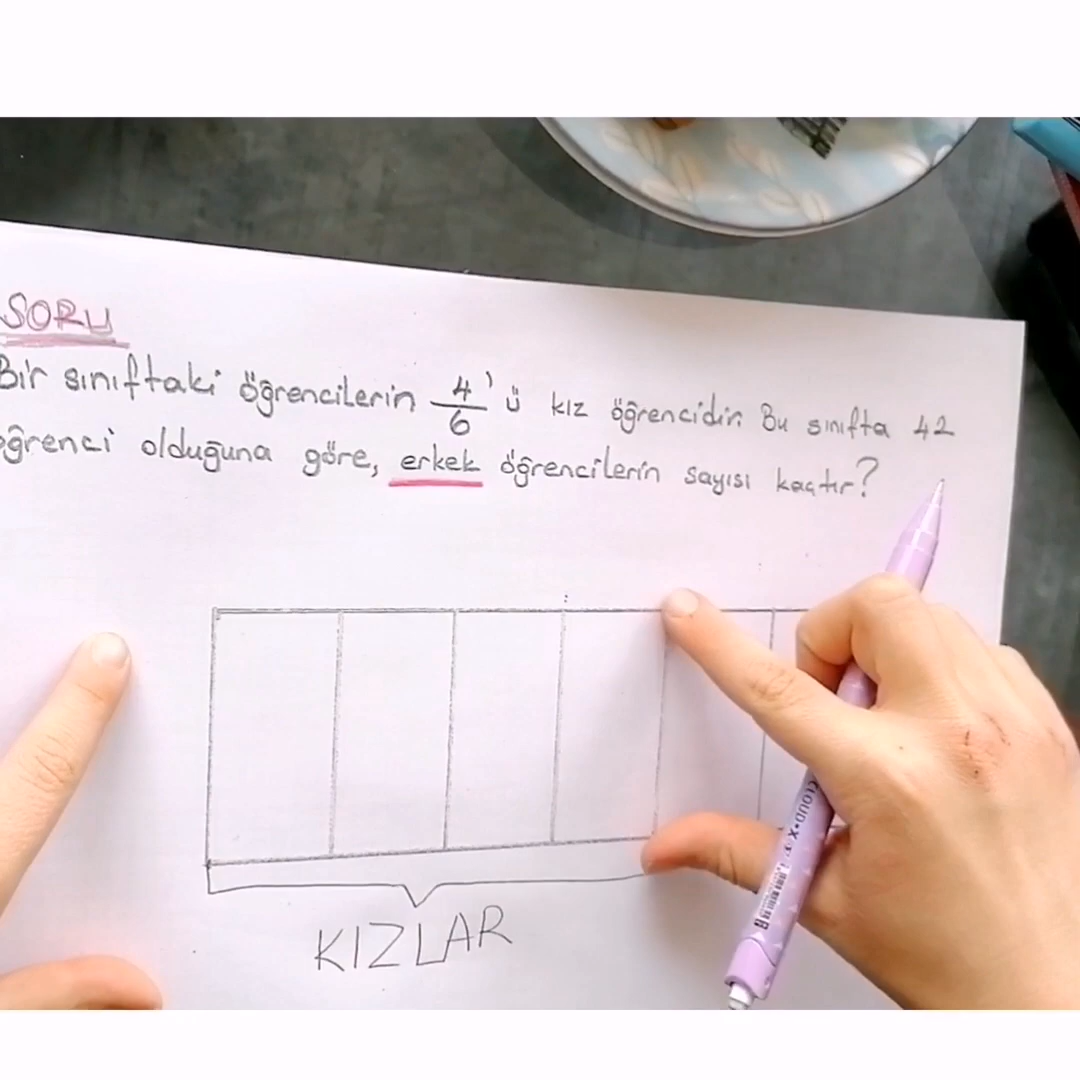 SORU
Bir sınıftaki öğrencilerin 4/6'ü kız öğrencidir. Bu sınıfta 42
öğrenci olduğuna göre, erkek öğrencilerin sayısı kaçtır?
KIZLAR
CLOUD-X